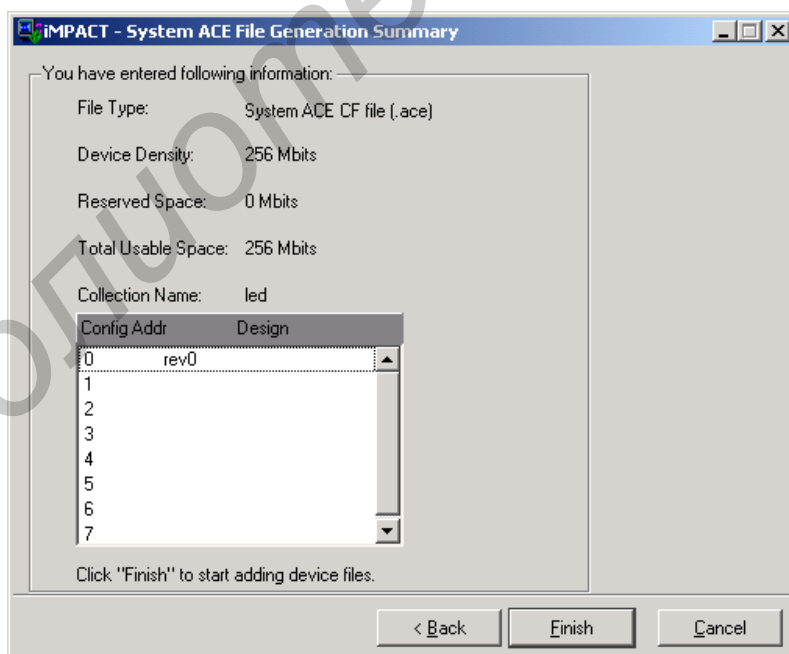 iMPACT - System ACE File Generation Summary
You have entered following information:
File Type: System ACE CF file (.ace)
Device Density: 256 Mbits
Reserved Space: 0 Mbits
Total Usable Space: 256 Mbits
Collection Name: led
Config Addr Design
0 rev0
1
2
3
4
5
6
7
Click "Finish" to start adding device files.
< Back Finish Cancel